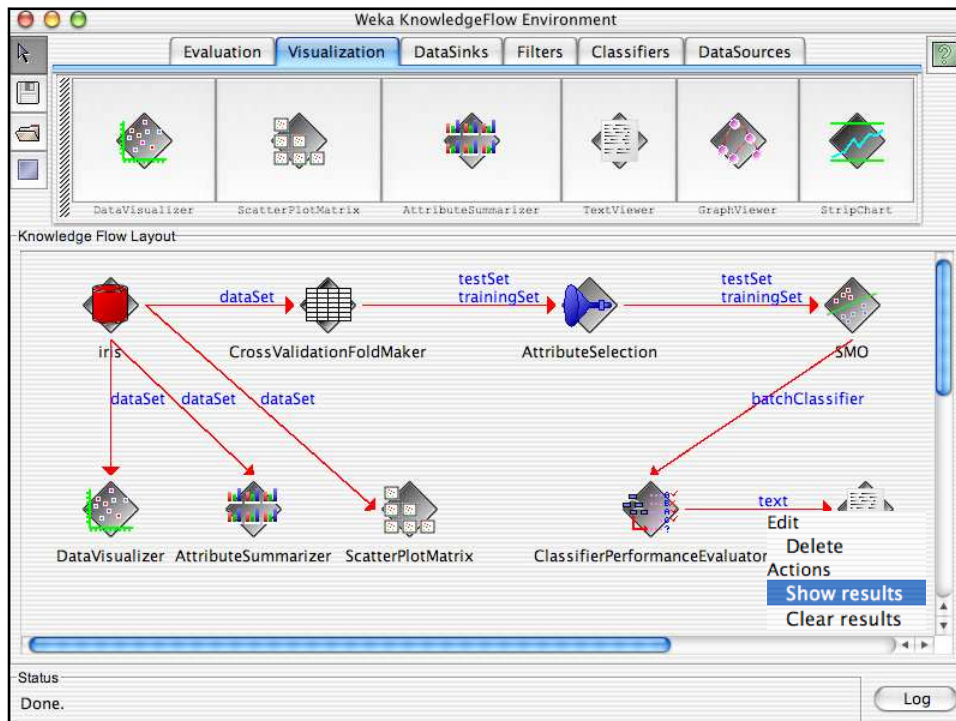 Weka KnowledgeFlow Environment
Evaluation Visualization DataSinks Filters Classifiers DataSources
?
DataVisualizer ScatterPlotMatrix AttributeSummarizer TextViewer GraphViewer StripChart
Knowledge Flow Layout
testSet testSet
dataSet trainingSet trainingSet
iris CrossValidationFoldMaker AttributeSelection SMO
dataSet dataSet dataSet batchClassifier
text
Edit
DataVisualizer AttributeSummarizer ScatterPlotMatrix ClassifierPerformanceEvaluator Delete
Actions
Show results
Clear results
Status
Done. Log